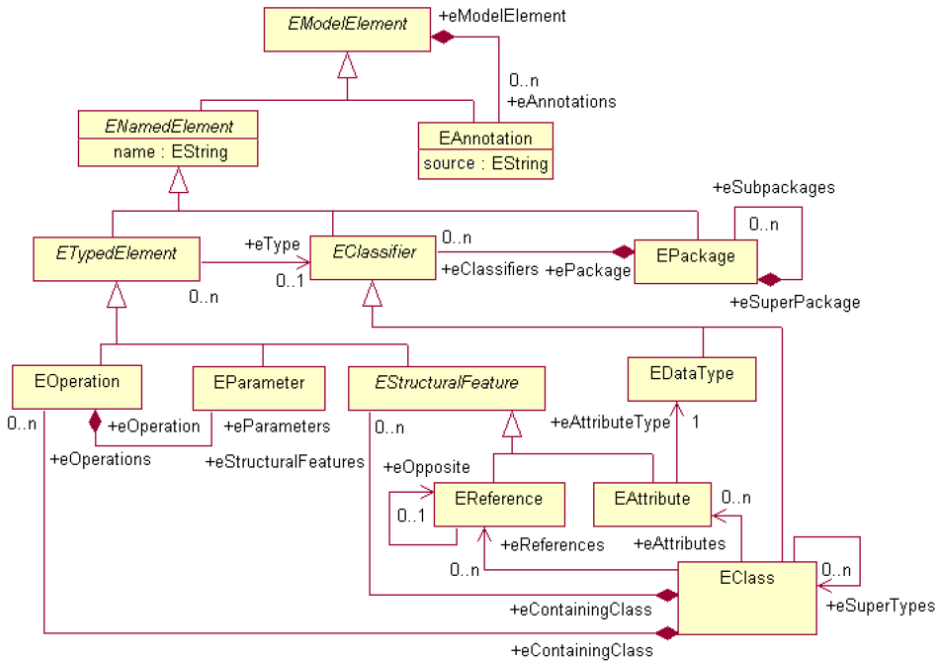 EModelElement
+eModelElement
0..n
+eAnnotations
ENamedElement
name : EString
EAnnotation
source : EString
+eSubpackages
0..n
ETypedElement
+eType
0..1
0..n
EClassifier
0..n
+eClassifiers
+ePackage
EPackage
+eSuperPackage
EOperation
EParameter
EStructuralFeature
EDataType
0..n
+eOperation
+eParameters
0..n
+eAttributeType
1
+eOperations
+eStructuralFeatures
+eOpposite
0..1
EReference
EAttribute
0..n
+eReferences
+eAttributes
0..n
EClass
0..n
+eContainingClass
+eSuperTypes
+eContainingClass